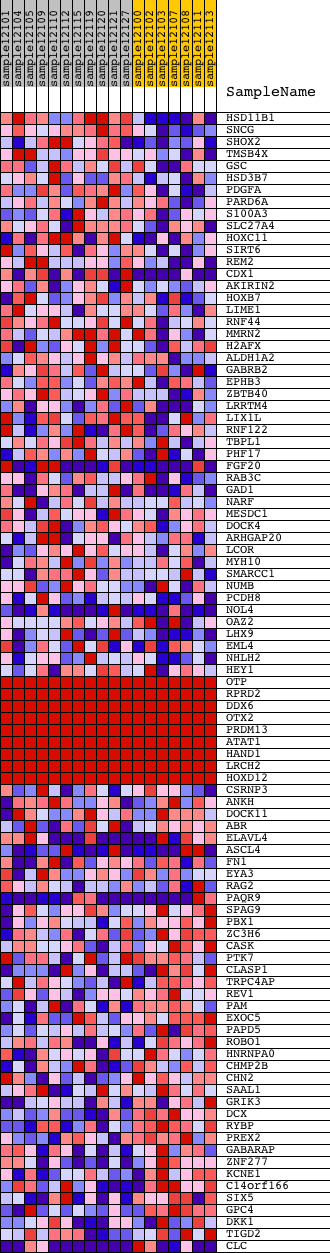 sample12101
sample12104
sample12105
sample12109
sample12110
sample12112
sample12115
sample12119
sample12120
sample12124
sample12127
sample12100
sample12102
sample12103
sample12107
sample12108
sample12111
sample12113
SampleName
HSD11B1
SNCG
SHOX2
TMSB4X
GSC
HSD3B7
PDGFA
PARD6A
S100A3
SLC27A4
HOXC11
SIRT6
REM2
CDX1
AKIRIN2
HOXB7
LIME1
RNF44
MMRN2
H2AFX
ALDH1A2
GABRB2
EPHB3
ZBTB40
LRRTM4
LIX1L
RNF122
TBPL1
PHF17
FGF20
RAB3C
GAD1
NARF
MESDC1
DOCK4
ARHGAP20
LCOR
MYH10
SMARCC1
NUMB
PCDH8
NOL4
OAZ2
LHX9
EML4
NHLH2
HEY1
OTP
RPRD2
DDX6
OTX2
PRDM13
ATAT1
HAND1
LRCH2
HOXD12
CSRNP3
ANKH
DOCK11
ABR
ELAVL4
ASCL4
FN1
EYA3
RAG2
PAQR9
SPAG9
PBX1
ZC3H6
CASK
PTK7
CLASP1
TRPC4AP
REV1
PAM
EXOC5
PAPD5
ROBO1
HNRNPA0
CHMP2B
CHN2
SAAL1
GRIK3
DCX
RYBP
PREX2
GABARAP
ZNF277
KCNE1
C14orf166
SIX5
GPC4
DKK1
TIGD2
CLC